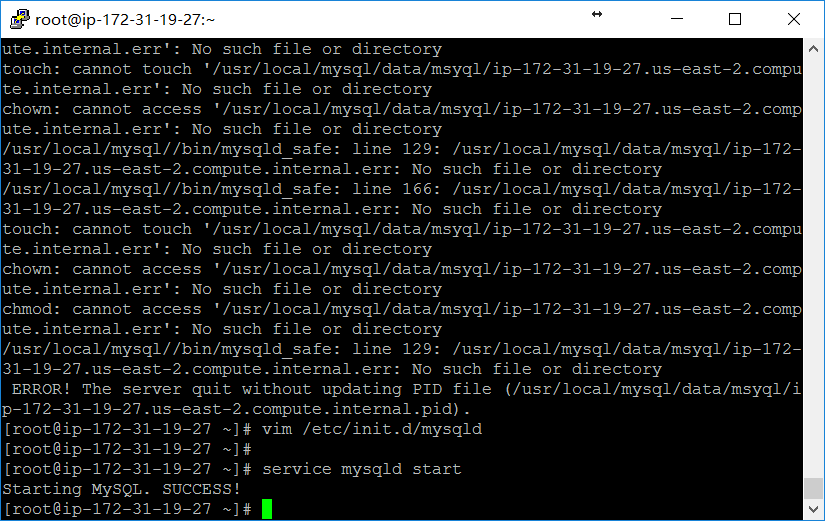 root@ip-172-31-19-27:~
ute.internal.err': No such file or directory
touch: cannot touch '/usr/local/mysql/data/msyql/ip-172-31-19-27.us-east-2.compu
te.internal.err': No such file or directory
chown: cannot access '/usr/local/mysql/data/msyql/ip-172-31-19-27.us-east-2.comp
ute.internal.err': No such file or directory
/usr/local/mysql//bin/mysqld_safe: line 129: /usr/local/mysql/data/msyql/ip-172-
31-19-27.us-east-2.compute.internal.err: No such file or directory
/usr/local/mysql//bin/mysqld_safe: line 166: /usr/local/mysql/data/msyql/ip-172-
31-19-27.us-east-2.compute.internal.err: No such file or directory
touch: cannot touch '/usr/local/mysql/data/msyql/ip-172-31-19-27.us-east-2.compu
te.internal.err': No such file or directory
chown: cannot access '/usr/local/mysql/data/msyql/ip-172-31-19-27.us-east-2.comp
ute.internal.err': No such file or directory
chmod: cannot access '/usr/local/mysql/data/msyql/ip-172-31-19-27.us-east-2.comp
ute.internal.err': No such file or directory
/usr/local/mysql//bin/mysqld_safe: line 129: /usr/local/mysql/data/msyql/ip-172-
31-19-27.us-east-2.compute.internal.err: No such file or directory
 ERROR! The server quit without updating PID file (/usr/local/mysql/data/msyql/i
p-172-31-19-27.us-east-2.compute.internal.pid).
[root@ip-172-31-19-27 ~]# vim /etc/init.d/mysqld
[root@ip-172-31-19-27 ~]#
[root@ip-172-31-19-27 ~]# service mysqld start
Starting MySQL. SUCCESS!
[root@ip-172-31-19-27 ~]#